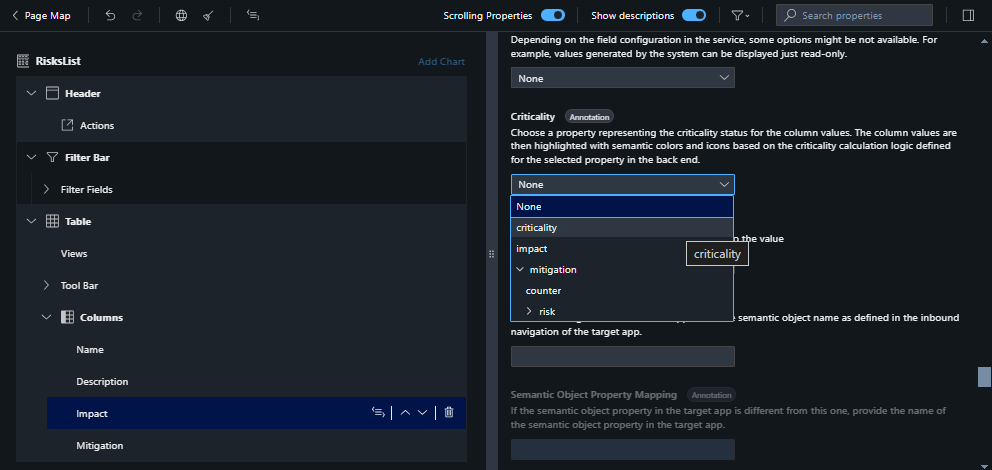 Page Map
Scrolling Properties
Show descriptions
Search properties
RisksList
Add Chart
Header
Actions
Filter Bar
Filter Fields
Table
Views
Tool Bar
Columns
Name
Description
Impact
Mitigation
Depending on the field configuration in the service, some options might be not available. For
example, values generated by the system can be displayed just read-only.
None
Criticality Annotation
Choose a property representing the criticality status for the column values. The column values are
then highlighted with semantic colors and icons based on the criticality calculation logic defined
for the selected property in the back end.
None
None
criticality
impact
mitigation
counter
risk
the value
criticality
semantic object name as defined in the inbound
navigation of the target app.
Semantic Object Property Mapping Annotation
If the semantic object property in the target app is different from this one, provide the name of
the semantic object property in the target app.